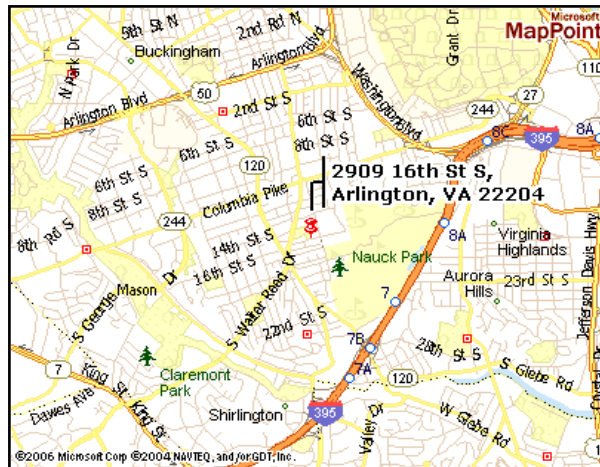 Microsoft
MapPoint
5th St N
2nd Rd N
Buckingham
Arlington Blvd
Grant Dr
N Park Dr
Washington Blvd
110
50
27
Arlington Blvd
2nd St S
244
8C
395
8A
6th St S
8th St S
120
2909 16th St S,
Arlington, VA 22204
6th St S
8th St S
Columbia Pike
8th Rd S
244
14th St S
16th St S
8A
Virginia
Highlands
Nauck Park
Jefferson Davis Hwy
S George
Mason Dr
S Walter Reed Dr
Aurora
Hills
23rd St S
7
22nd St S
7B
28th St S
7
Claremont
Park
7A
120
S Glebe Rd
Crystal Dr
King St
King St
Dawes Ave
Shirlington
395
Valley Dr
W Glebe Rd
©2006 Microsoft Corp ©2004 NAVTEQ, and/or GDT, Inc.